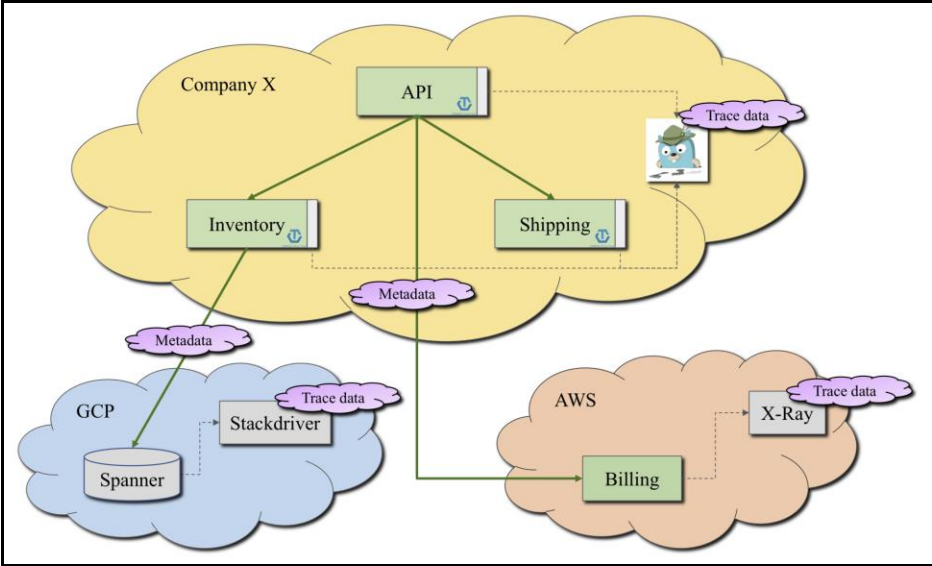 Company X
API
Trace data
Inventory
Shipping
Metadata
Metadata
GCP
Trace data
Stackdriver
Spanner
AWS
Trace data
X-Ray
Billing